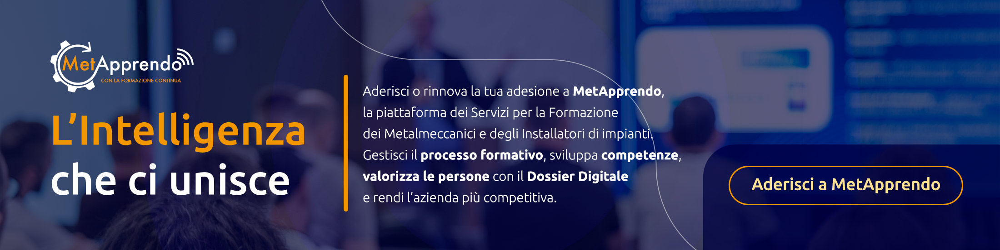 MetApprendo
CON LA FORMAZIONE CONTINUA
L'Intelligenza
che ci unisce
Aderisci o rinnova la tua adesione a MetApprendo,
la piattaforma dei Servizi per la Formazione
dei Metalmeccanici e degli Installatori di impianti.
Gestisci il processo formativo, sviluppa competenze,
valorizza le persone con il Dossier Digitale
e rendi l'azienda più competitiva.
Aderisci a MetApprendo